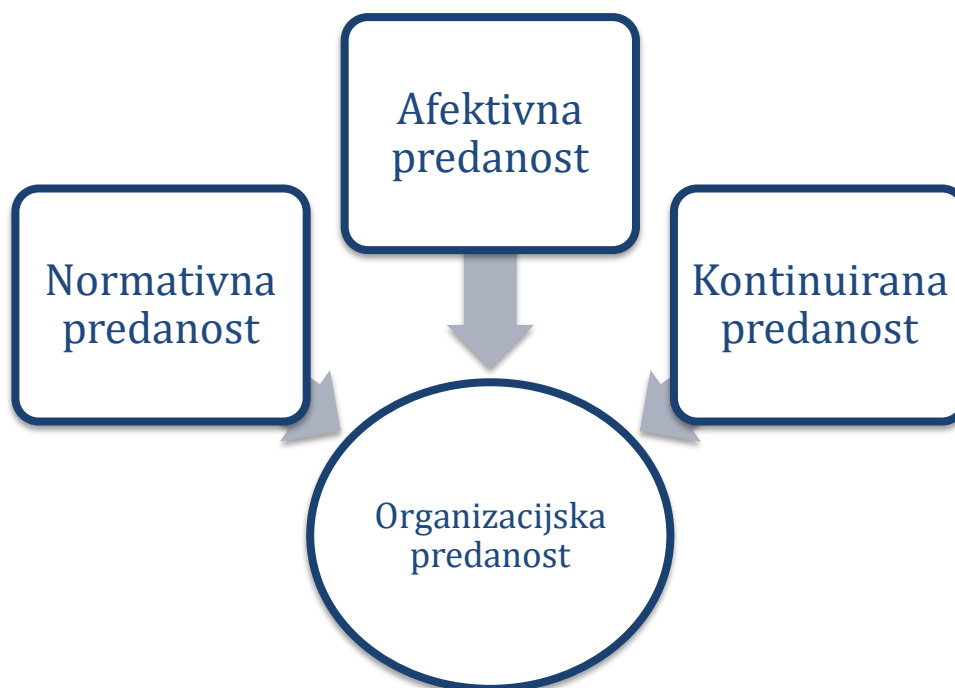 Afektivna
predanost
Normativna
predanost
Kontinuirana
predanost
Organizacijska
predanost